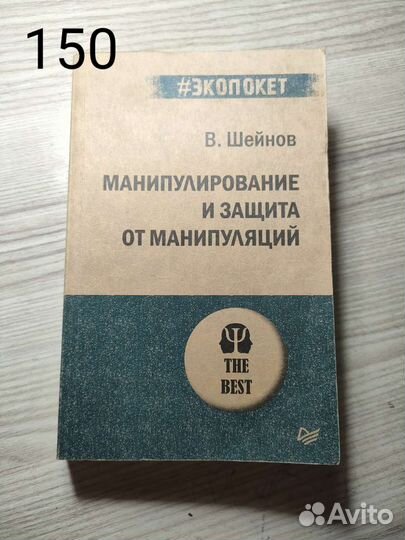 150
#ЭКОПОКЕТ
В. Шейнов
МАНИПУЛИРОВАНИЕ
И ЗАЩИТА
ОТ МАНИПУЛЯЦИЙ
Ψ
THE
BEST
Avito